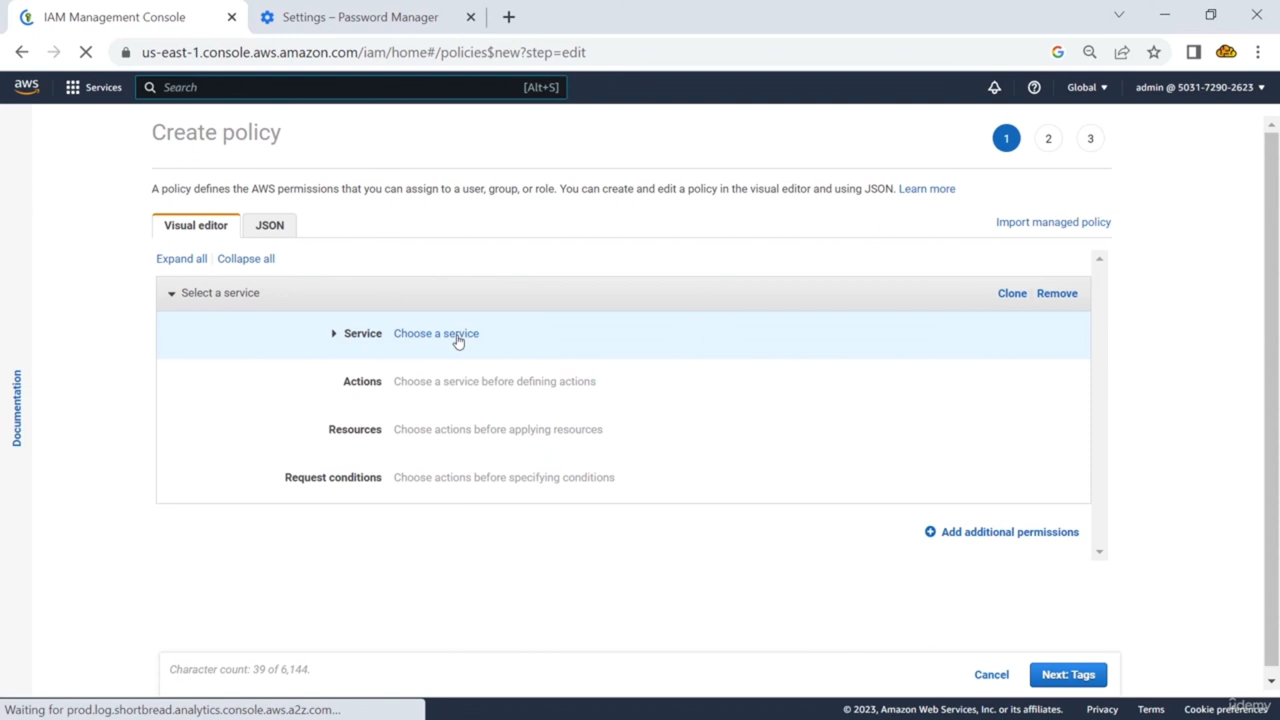 IAM Management Console
Settings – Password Manager
us-east-1.console.aws.amazon.com/iam/home#/policies$new?step=edit
aws
Services
Search
[Alt+S]
Global
admin @ 5031-7290-2623
Create policy
1 2 3
A policy defines the AWS permissions that you can assign to a user, group, or role. You can create and edit a policy in the visual editor and using JSON. Learn more
Visual editor
JSON
Import managed policy
Expand all
Collapse all
Select a service
Clone
Remove
Service
Choose a service
Actions
Choose a service before defining actions
Resources
Choose actions before applying resources
Request conditions
Choose actions before specifying conditions
Add additional permissions
Documentation
Character count: 39 of 6,144.
Cancel
Next: Tags
Waiting for prod.log.shortbread.analytics.console.aws.a2z.com...
© 2023, Amazon Web Services, Inc. or its affiliates.
Privacy
Terms
Cookie preferences
ûdemy